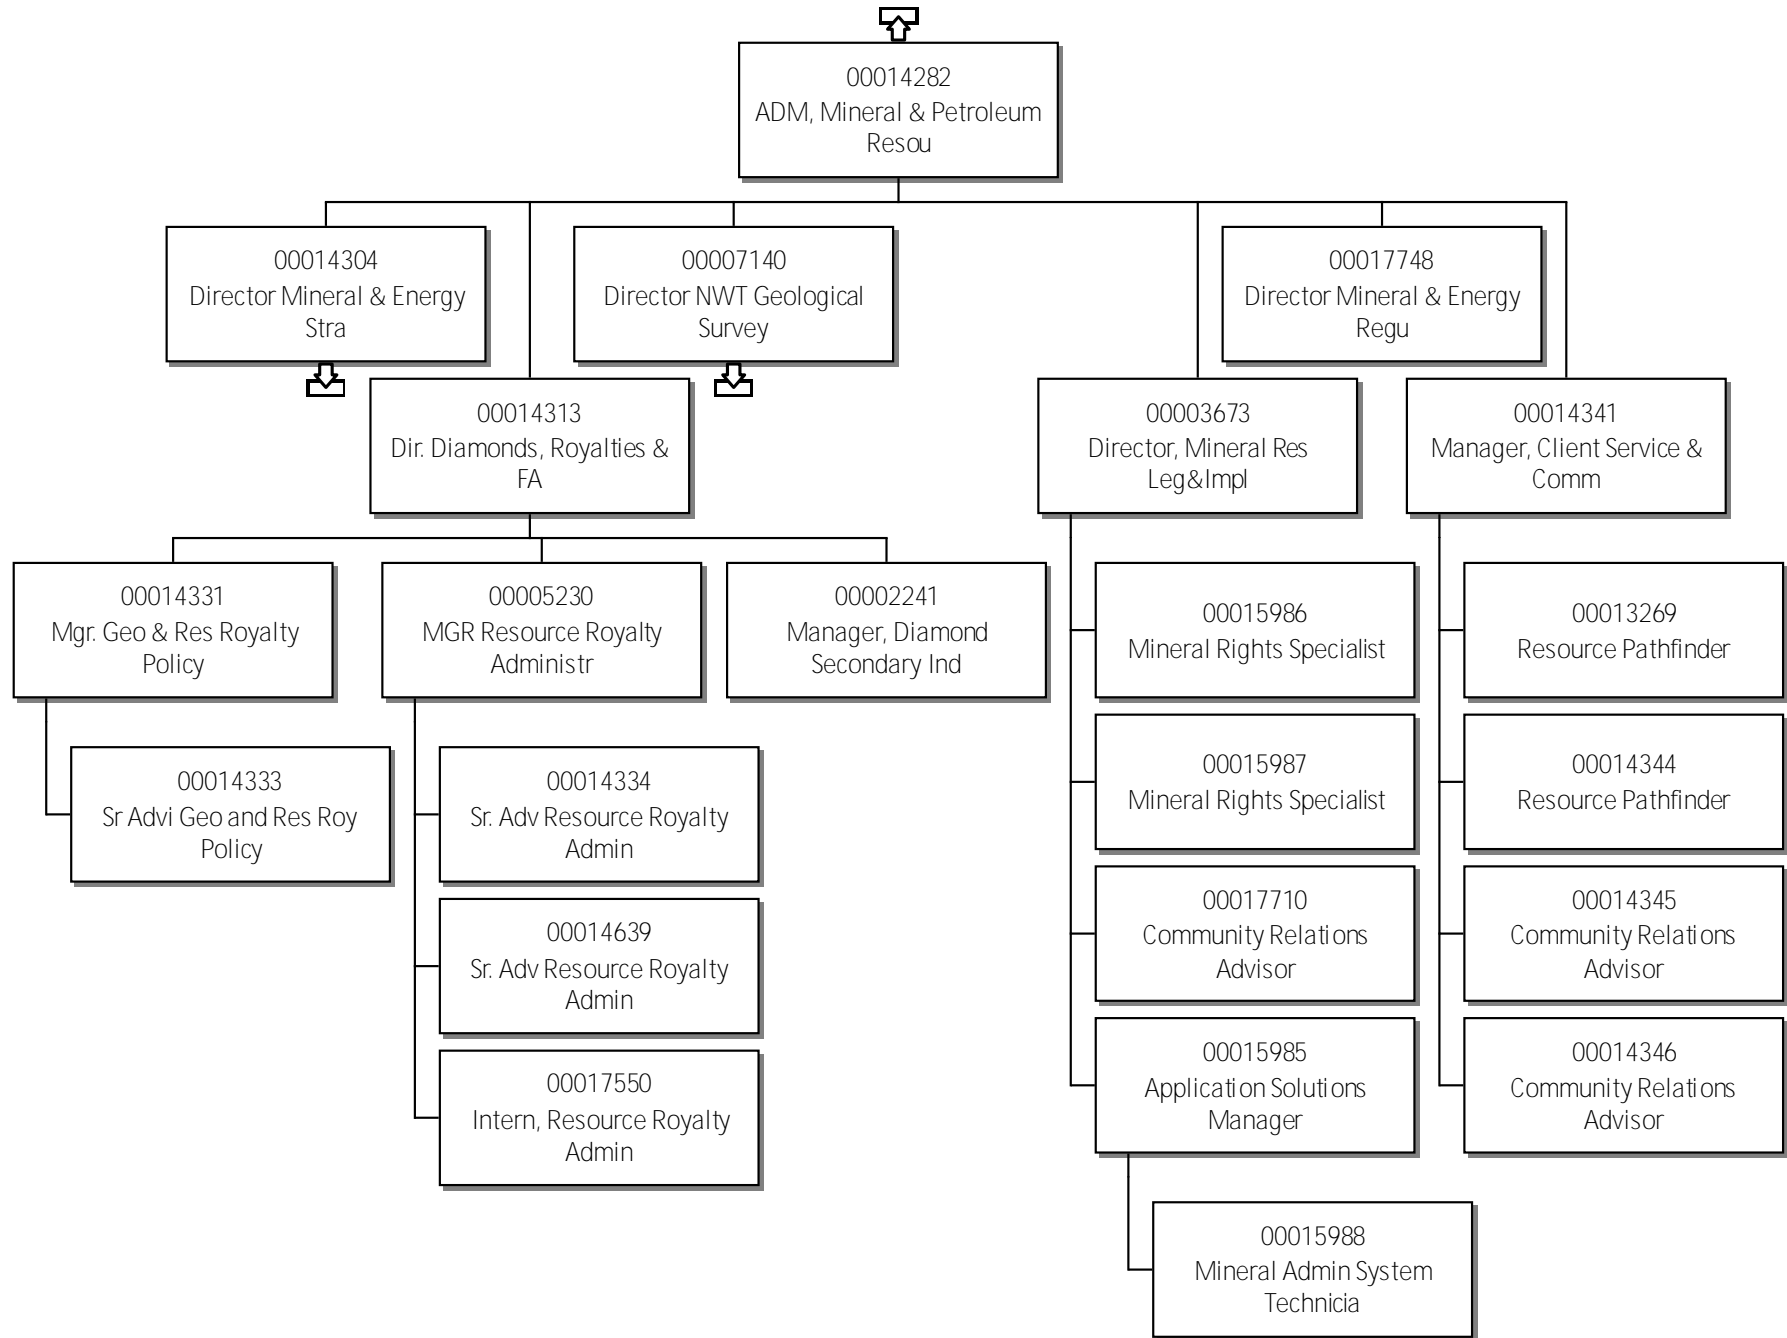 00014282
ADM, Mineral & Petroleum
Resou
00014304
Director Mineral & Energy
Stra
00007140
Director NWT Geological
Survey
00017748
Director Mineral & Energy
Regu
00014313
Dir. Diamonds, Royalties &
FA
00003673
Director, Mineral Res
Leg&Impl
00014341
Manager, Client Service &
Comm
00014331
Mgr. Geo & Res Royalty
Policy
00005230
MGR Resource Royalty
Administr
00002241
Manager, Diamond
Secondary Ind
00015986
Mineral Rights Specialist
00013269
Resource Pathfinder
00014333
Sr Advi Geo and Res Roy
Policy
00014334
Sr. Adv Resource Royalty
Admin
00015987
Mineral Rights Specialist
00014344
Resource Pathfinder
00014639
Sr. Adv Resource Royalty
Admin
00017710
Community Relations
Advisor
00014345
Community Relations
Advisor
00017550
Intern, Resource Royalty
Admin
00015985
Application Solutions
Manager
00014346
Community Relations
Advisor
00015988
Mineral Admin System
Technicia